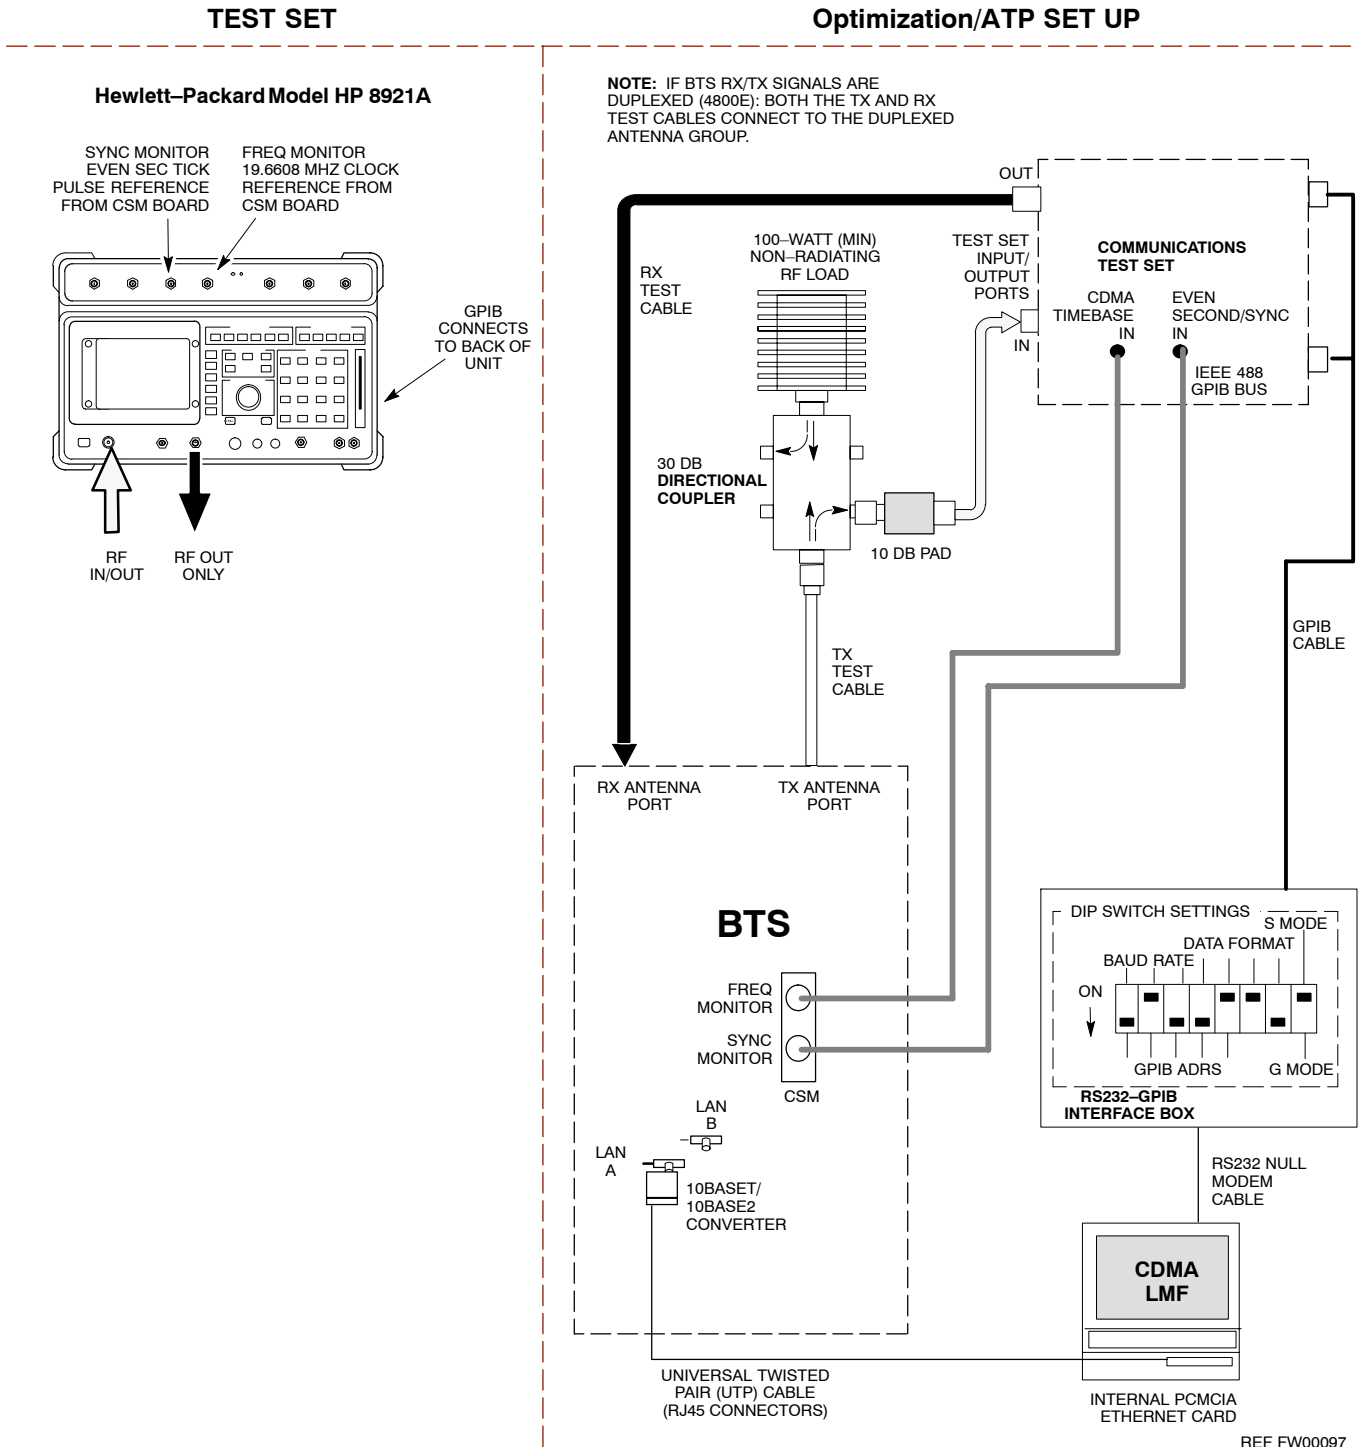 TEST SET
Optimization/ATP SET UP
Hewlett–Packard Model HP 8921A
SYNC MONITOR
EVEN SEC TICK
PULSE REFERENCE
FROM CSM BOARD
FREQ MONITOR
19.6608 MHZ CLOCK
REFERENCE FROM
CSM BOARD
GPIB
CONNECTS
TO BACK OF
UNIT
RF
IN/OUT
RF OUT
ONLY
NOTE: IF BTS RX/TX SIGNALS ARE
DUPLEXED (4800E): BOTH THE TX AND RX
TEST CABLES CONNECT TO THE DUPLEXED
ANTENNA GROUP.
OUT
RX
TEST
CABLE
100–WATT (MIN)
NON–RADIATING
RF LOAD
TEST SET
INPUT/
OUTPUT
PORTS
IN
COMMUNICATIONS
TEST SET
CDMA
TIMEBASE
IN
EVEN
SECOND/SYNC
IN
IEEE 488
GPIB BUS
30 DB
DIRECTIONAL
COUPLER
10 DB PAD
TX
TEST
CABLE
GPIB
CABLE
RX ANTENNA
PORT
TX ANTENNA
PORT
BTS
FREQ
MONITOR
SYNC
MONITOR
CSM
LAN
B
LAN
A
10BASET/
10BASE2
CONVERTER
DIP SWITCH SETTINGS
S MODE
DATA FORMAT
BAUD RATE
ON
GPIB ADRS
G MODE
RS232–GPIB
INTERFACE BOX
RS232 NULL
MODEM
CABLE
CDMA
LMF
UNIVERSAL TWISTED
PAIR (UTP) CABLE
(RJ45 CONNECTORS)
INTERNAL PCMCIA
ETHERNET CARD
REF FW00097